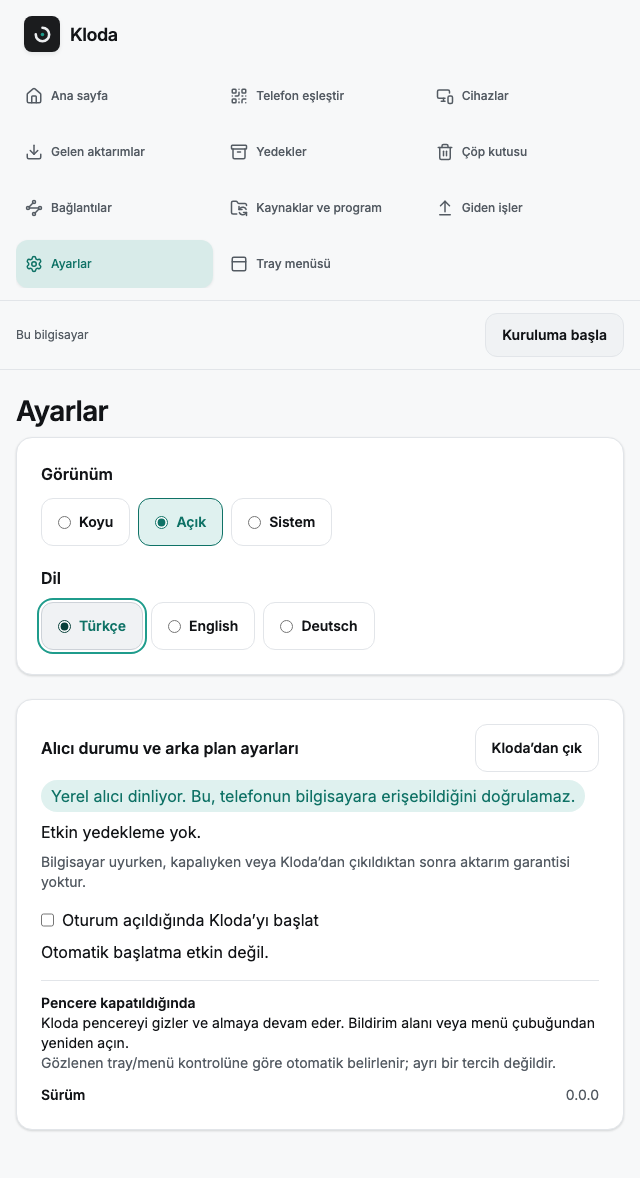 Kloda
Ana sayfa
Telefon eşleştir
Cihazlar
Gelen aktarımlar
Yedekler
Çöp kutusu
Bağlantılar
Kaynaklar ve program
Giden işler
Ayarlar
Tray menüsü
Bu bilgisayar
Kuruluma başla
Ayarlar
Görünüm
Koyu
Açık
Sistem
Dil
Türkçe
English
Deutsch
Alıcı durumu ve arka plan ayarları
Kloda’dan çık
Yerel alıcı dinliyor. Bu, telefonun bilgisayara erişebildiğini doğrulamaz.
Etkin yedekleme yok.
Bilgisayar uyurken, kapalıyken veya Kloda’dan çıkıldıktan sonra aktarım garantisi
yoktur.
Oturum açıldığında Kloda’yı başlat
Otomatik başlatma etkin değil.
Pencere kapatıldığında
Kloda pencereyi gizler ve almaya devam eder. Bildirim alanı veya menü çubuğundan
yeniden açın.
Gözlenen tray/menü kontrolüne göre otomatik belirlenir; ayrı bir tercih değildir.
Sürüm
0.0.0